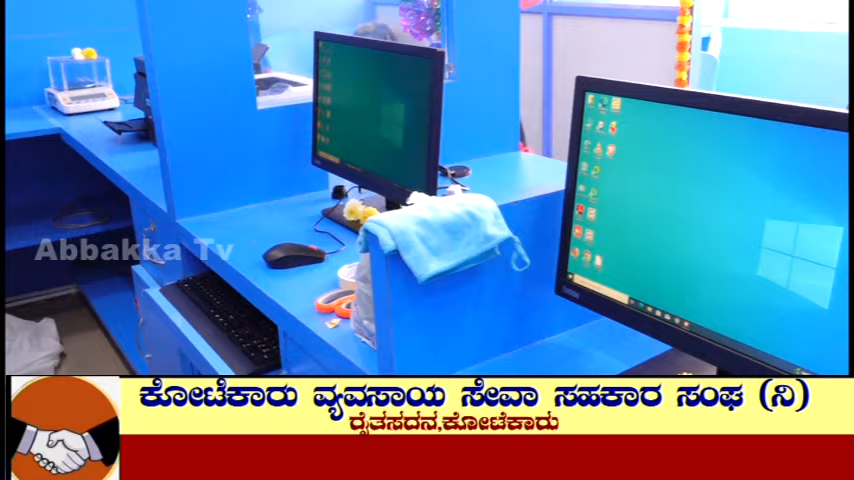 Abbakka Tv
ಕೋಟೆಕಾರು ವ್ಯವಸಾಯ ಸೇವಾ ಸಹಕಾರ ಸಂಘ (ನಿ)
ರೈತಸದನ,ಕೋಟೆಕಾರು